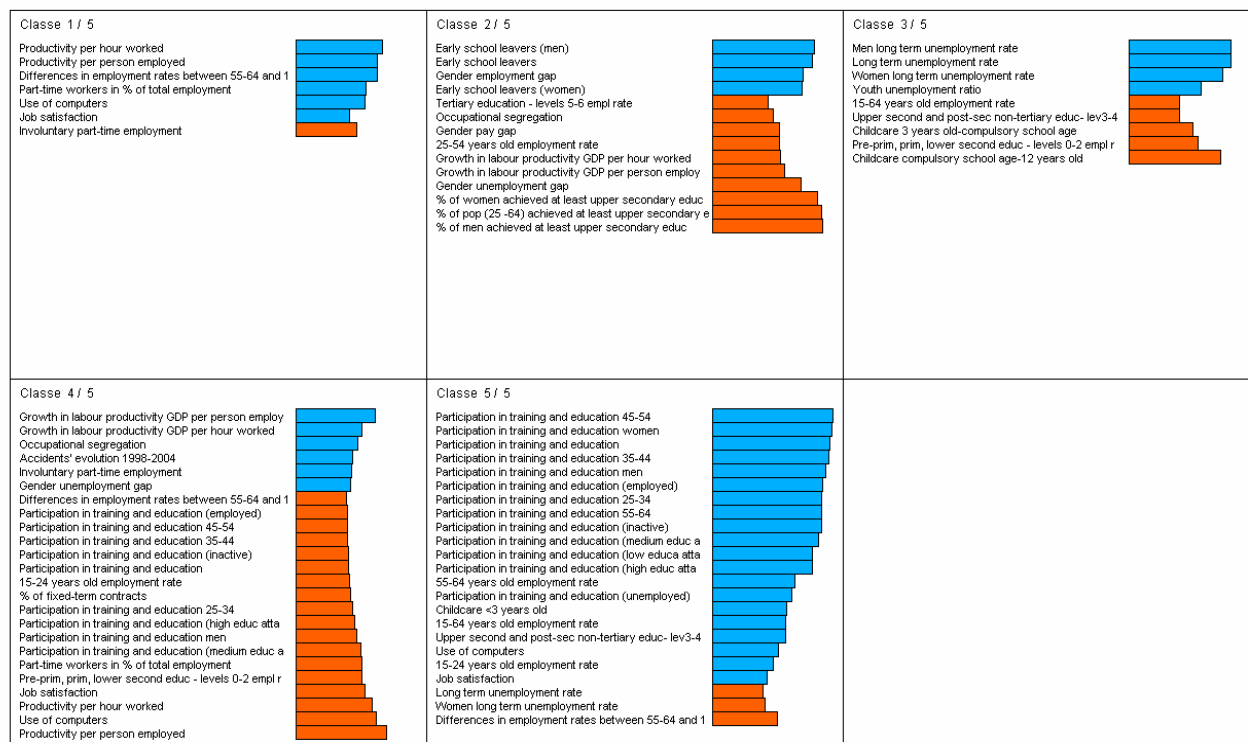 Classe 1 / 5
Productivity per hour worked
Productivity per person employed
Differences in employment rates between 55-64 and 1
Part-time workers in % of total employment
Use of computers
Job satisfaction
Involuntary part-time employment
Classe 2 / 5
Early school leavers (men)
Early school leavers
Gender employment gap
Early school leavers (women)
Tertiary education - levels 5-6 empl rate
Occupational segregation
Gender pay gap
25-54 years old employment rate
Growth in labour productivity GDP per hour worked
Growth in labour productivity GDP per person employ
Gender unemployment gap
% of women achieved at least upper secondary educ
% of pop (25 -64) achieved at least upper secondary e
% of men achieved at least upper secondary educ
Classe 3 / 5
Men long term unemployment rate
Long term unemployment rate
Women long term unemployment rate
Youth unemployment ratio
15-64 years old employment rate
Upper second and post-sec non-tertiary educ- lev3-4
Childcare 3 years old-compulsory school age
Pre-prim, prim, lower second educ - levels 0-2 empl r
Childcare compulsory school age-12 years old
Classe 4 / 5
Growth in labour productivity GDP per person employ
Growth in labour productivity GDP per hour worked
Occupational segregation
Accidents' evolution 1998-2004
Involuntary part-time employment
Gender unemployment gap
Differences in employment rates between 55-64 and 1
Participation in training and education (employed)
Participation in training and education 45-54
Participation in training and education 35-44
Participation in training and education (inactive)
Participation in training and education
15-24 years old employment rate
% of fixed-term contracts
Participation in training and education 25-34
Participation in training and education (high educ atta
Participation in training and education men
Participation in training and education (medium educ a
Part-time workers in % of total employment
Pre-prim, prim, lower second educ - levels 0-2 empl r
Job satisfaction
Productivity per hour worked
Use of computers
Productivity per person employed
Classe 5 / 5
Participation in training and education 45-54
Participation in training and education women
Participation in training and education
Participation in training and education 35-44
Participation in training and education men
Participation in training and education (employed)
Participation in training and education 25-34
Participation in training and education 55-64
Participation in training and education (inactive)
Participation in training and education (medium educ a
Participation in training and education (low educa atta
Participation in training and education (high educ atta
55-64 years old employment rate
Participation in training and education (unemployed)
Childcare <3 years old
15-64 years old employment rate
Upper second and post-sec non-tertiary educ- lev3-4
Use of computers
15-24 years old employment rate
Job satisfaction
Long term unemployment rate
Women long term unemployment rate
Differences in employment rates between 55-64 and 1